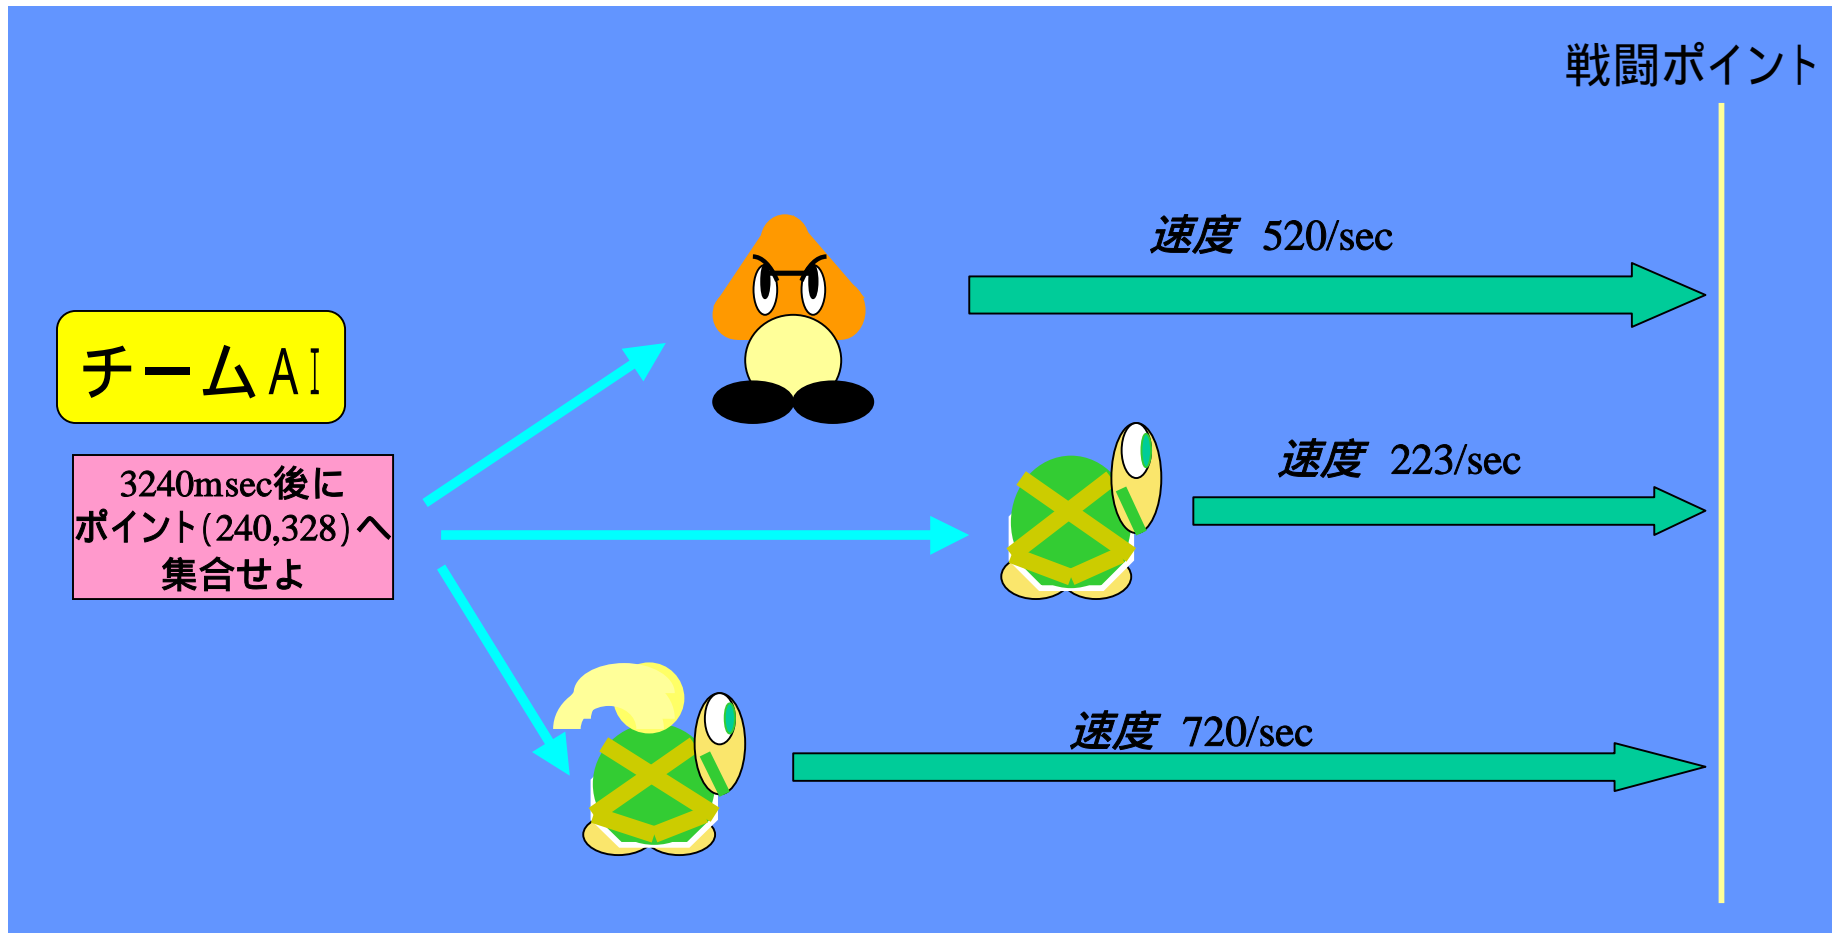 戦闘ポイント
速度 520/sec
チームAI
速度 223/sec
3240msec後に
ポイント(240,328)へ
集合せよ
速度 720/sec